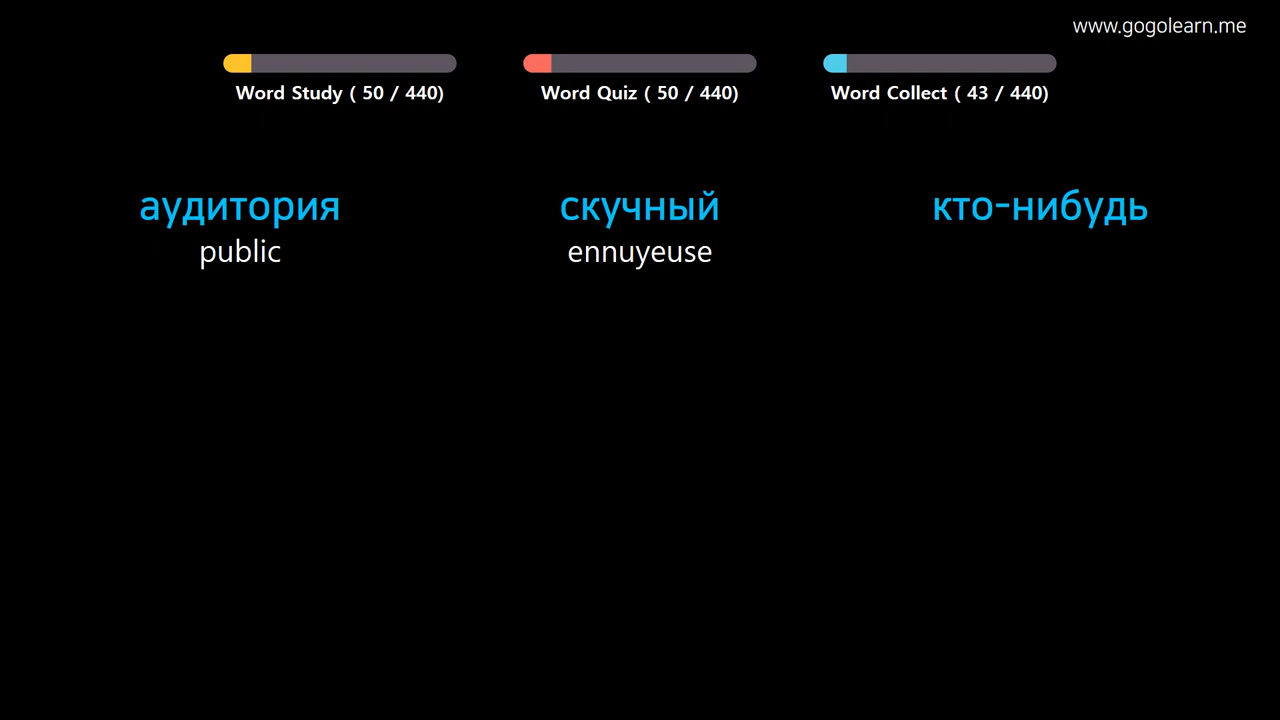 www.gogolearn.me
Word Study ( 50 / 440)
Word Quiz ( 50 / 440)
Word Collect ( 43 / 440)
аудитория
public
скучный
ennuyeuse
кто-нибудь